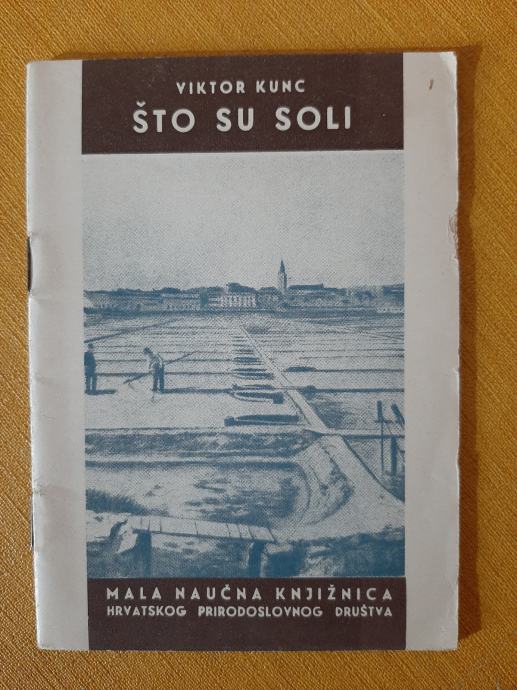 VIKTOR KUNC
ŠTO SU SOLI
MALA NAUČNA KNJIŽNICA
HRVATSKOG PRIRODOSLOVNOG DRUŠTVA